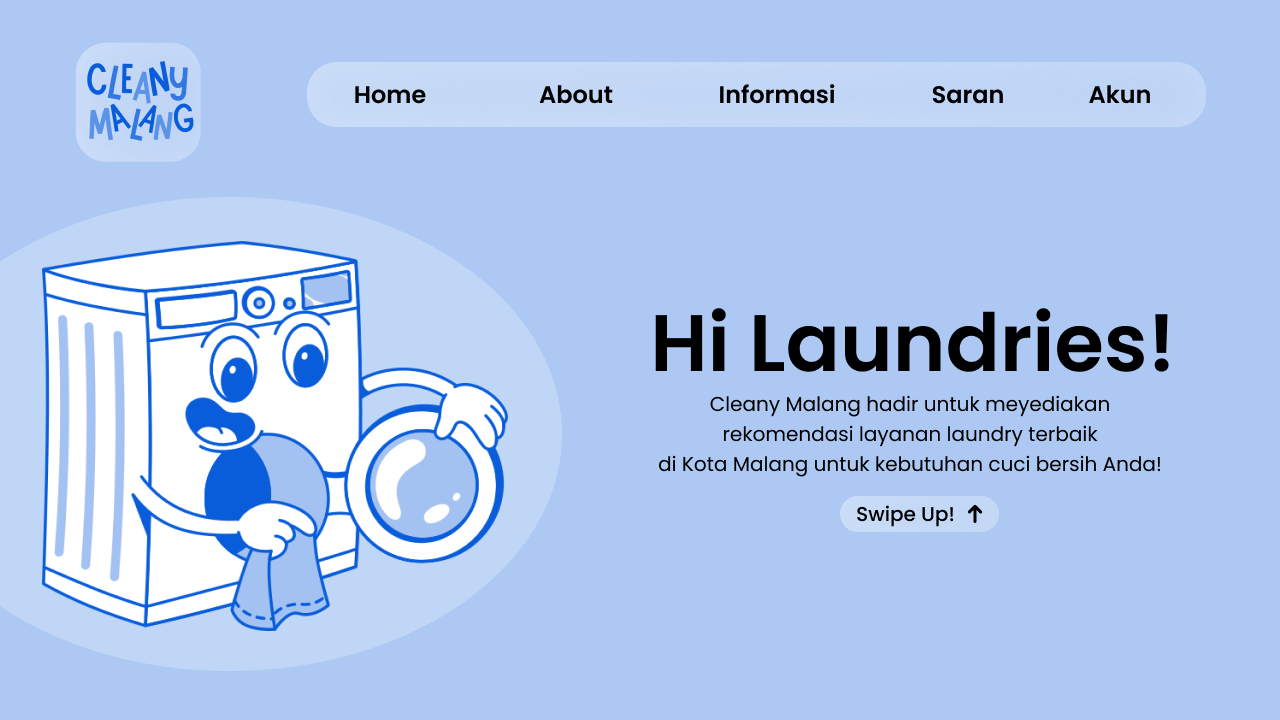 CLEANY
MALANG
Home About Informasi Saran Akun
Hi Laundries!
Cleany Malang hadir untuk meyediakan
rekomendasi layanan laundry terbaik
di Kota Malang untuk kebutuhan cuci bersih Anda!
Swipe Up!